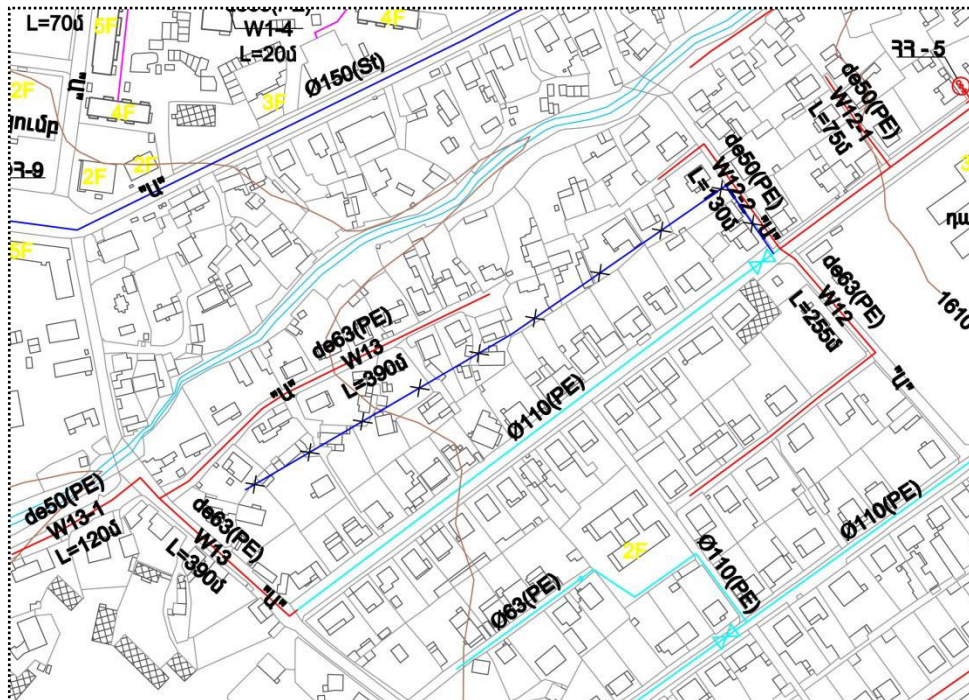 L=70մ
5F
W1-4
L=20մ
4F
Ø150(St)
ԴԴ - 5
2F
4F
3F
2F
2F
"Ա"
5F
de50(PE)
W12-1
L=75մ
de50(PE)
W12-2
L=130մ
"Ա"
de63(PE)
W12
L=255մ
1610
"Ա"
de63(PE)
W13
L=390մ
"Ա"
Ø110(PE)
de50(PE)
W13-1
L=120մ
de63(PE)
W13
L=390մ
"Ա"
Ø63(PE)
2F
Ø110(PE)
Ø110(PE)